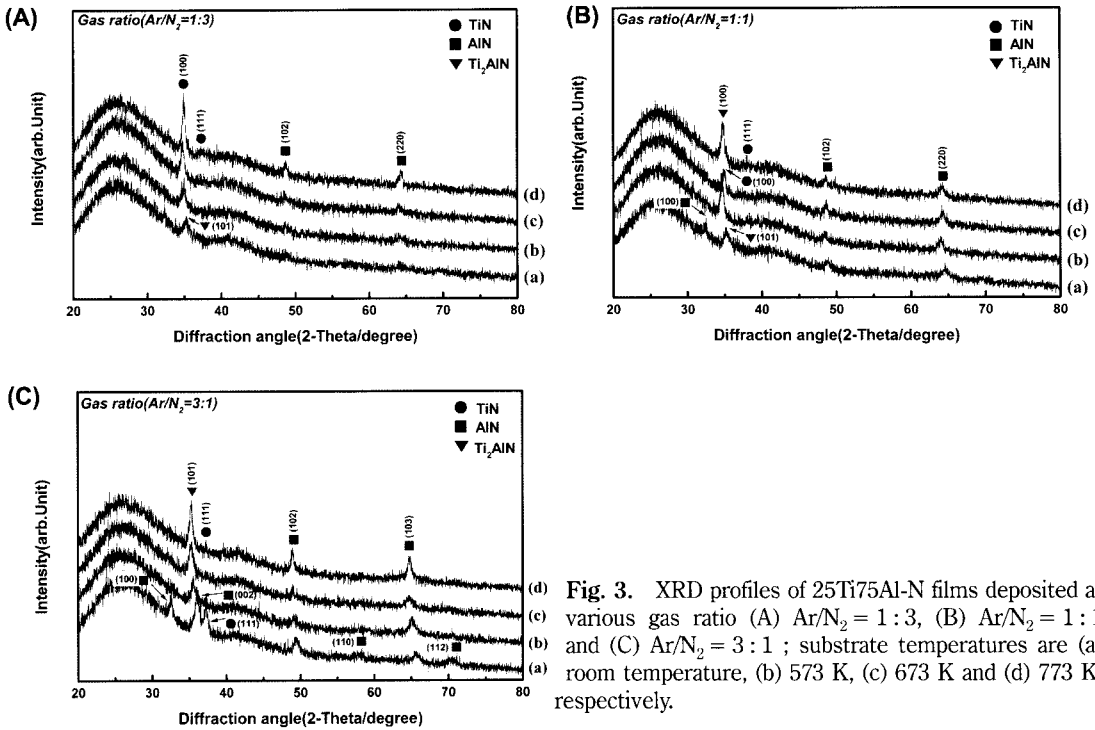 (A)
Gas ratio(Ar/N₂=1:3)
● TiN
■ AlN
▼ Ti₂AlN
(100)
(111)
(102)
(220)
(101)
(d)
(c)
(b)
(a)
Intensity(arb.Unit)
20 30 40 50 60 70 80
Diffraction angle(2-Theta/degree)
(B)
Gas ratio(Ar/N₂=1:1)
● TiN
■ AlN
▼ Ti₂AlN
(100)
(111)
(102)
(220)
(100)
(100)
(101)
(d)
(c)
(b)
(a)
Intensity(arb.Unit)
20 30 40 50 60 70 80
Diffraction angle(2-Theta/degree)
(C)
Gas ratio(Ar/N₂=3:1)
● TiN
■ AlN
▼ Ti₂AlN
(101)
(111)
(102)
(103)
(100)
(002)
(111)
(110)
(112)
(d)
(c)
(b)
(a)
Intensity(arb.Unit)
20 30 40 50 60 70 80
Diffraction angle(2-Theta/degree)
Fig. 3. XRD profiles of 25Ti75Al-N films deposited a
various gas ratio (A) Ar/N₂ = 1 : 3, (B) Ar/N₂ = 1 : 1
and (C) Ar/N₂ = 3 : 1 ; substrate temperatures are (a
room temperature, (b) 573 K, (c) 673 K and (d) 773 K
respectively.